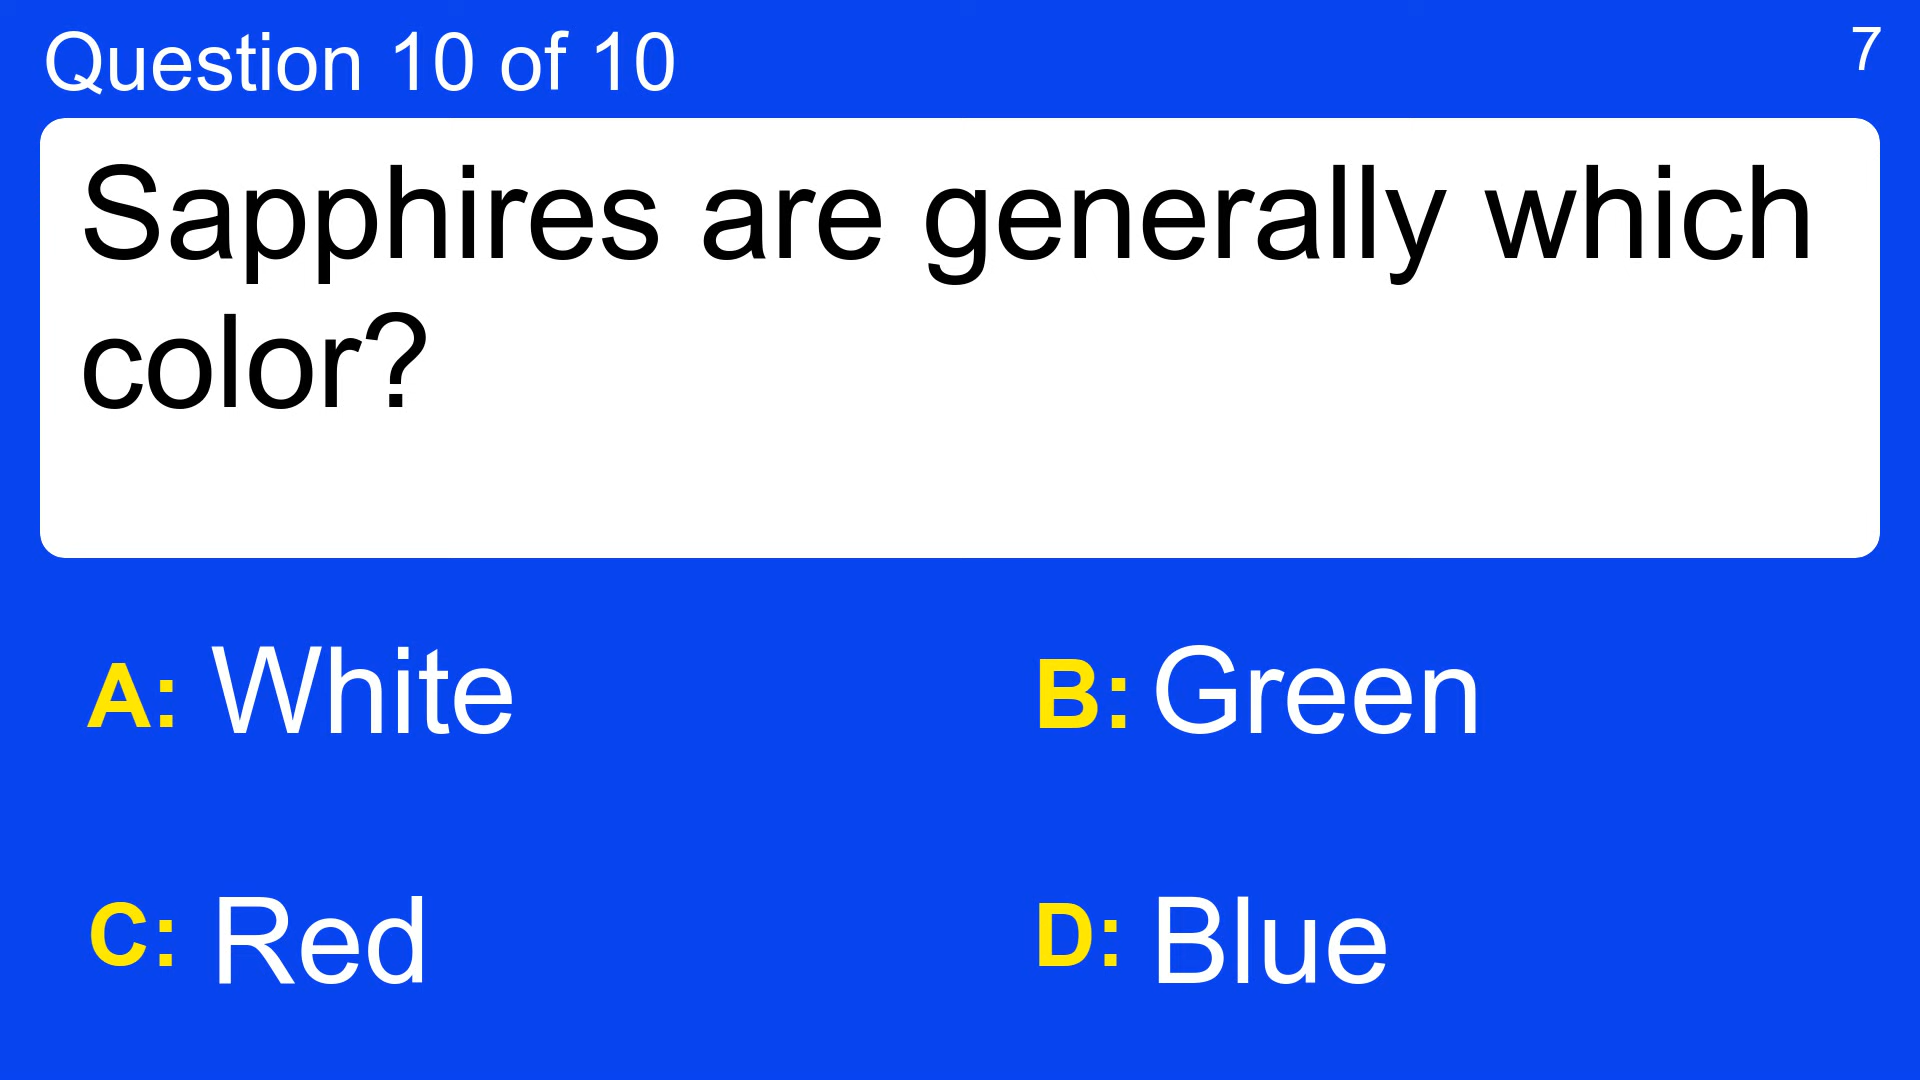 Question 10 of 10
7
Sapphires are generally which
color?
A: White
B: Green
C: Red
D: Blue